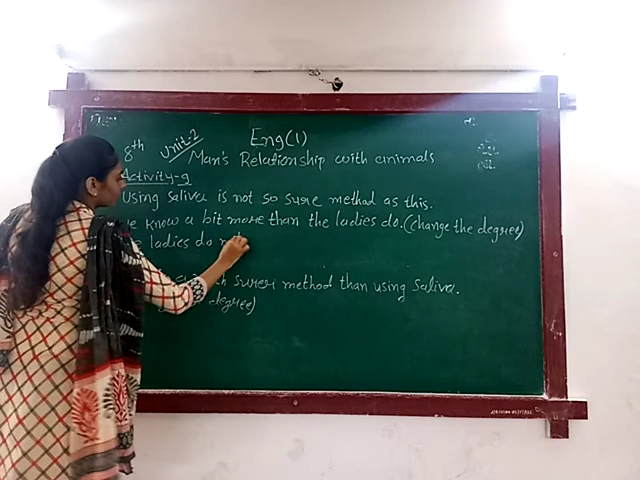 8th
Unit-2
Eng(1)
Man's Relationship with animals
Activity-9
Using saliva is not so sure method as this.
know a bit more than the ladies do. (change the degree)
ladies do n
surer method than using saliva.
degree)